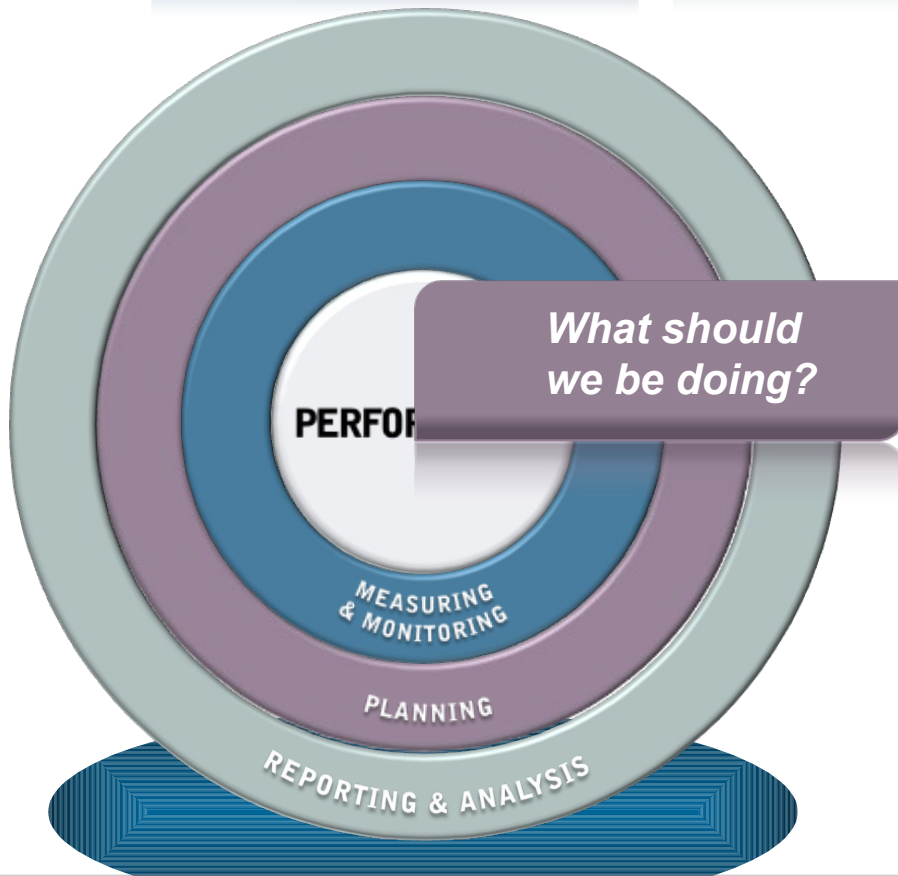 What should
we be doing?
PERFOR
MEASURING
& MONITORING
PLANNING
REPORTING & ANALYSIS